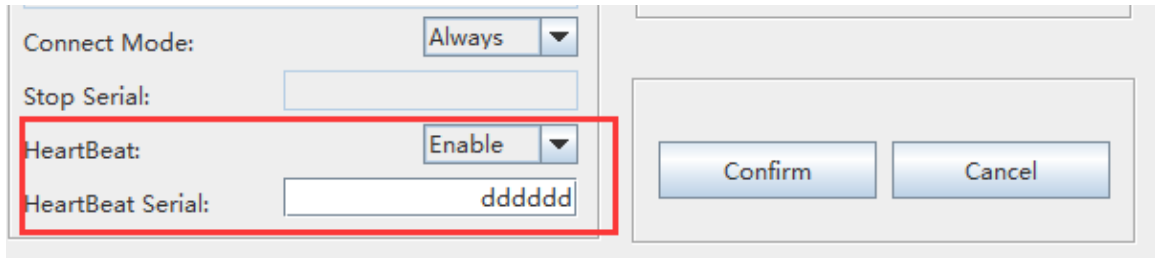 Connect Mode: Always
Stop Serial:
HeartBeat: Enable
HeartBeat Serial: dddddd
Confirm Cancel